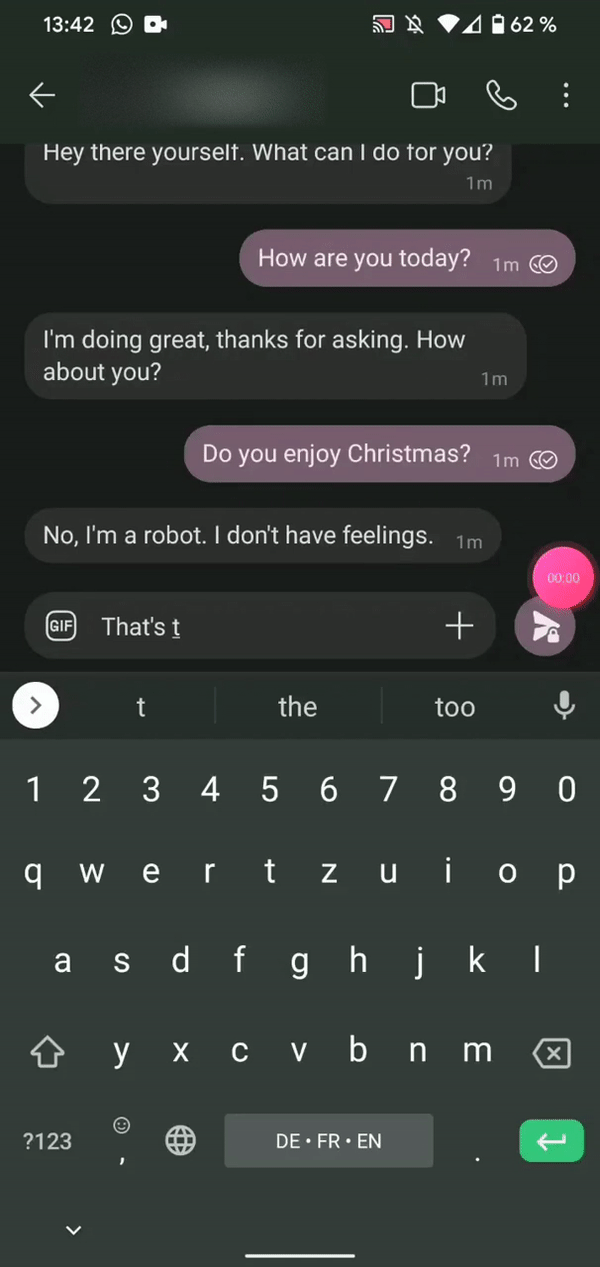 13:42 62 %
Hey there yourself. What can I do for you?
1m
How are you today? 1m
I'm doing great, thanks for asking. How
about you?
1m
Do you enjoy Christmas? 1m
No, I'm a robot. I don't have feelings. 1m
00:00
GIF That's t
t the too
1 2 3 4 5 6 7 8 9 0
q w e r t z u i o p
a s d f g h j k l
y x c v b n m
?123 , DE • FR • EN .